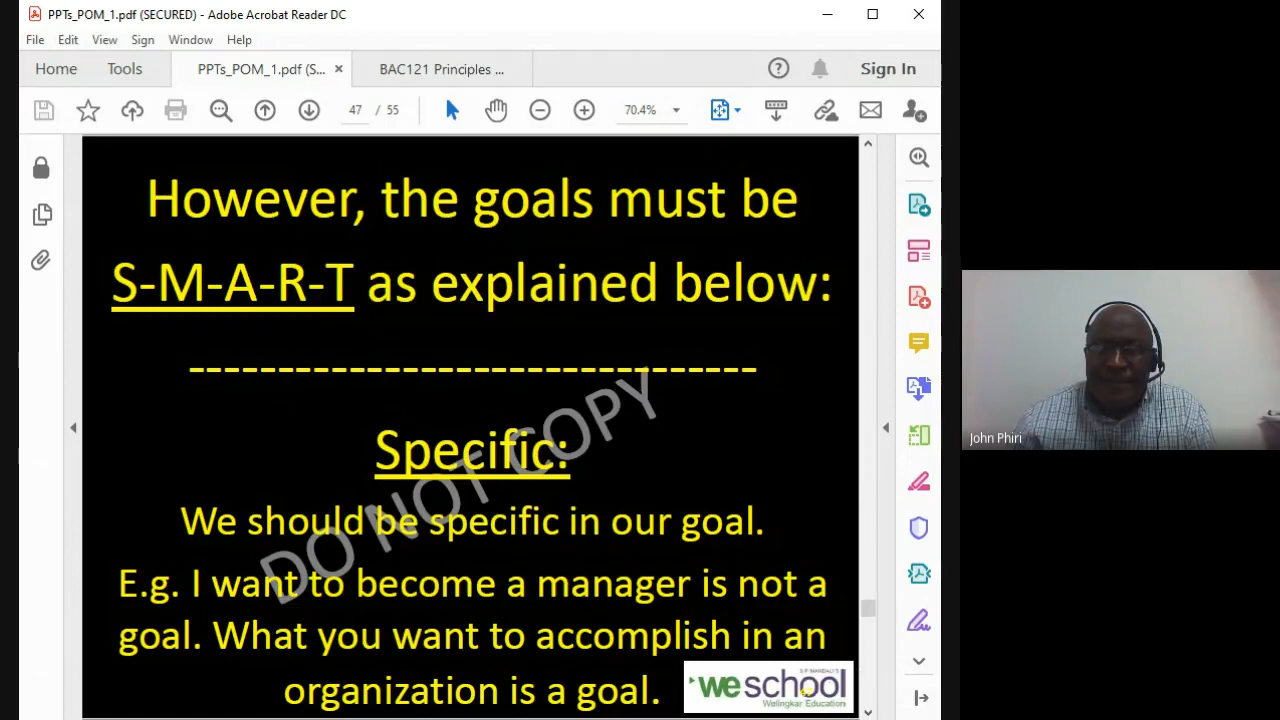 PPTs_POM_1.pdf (SECURED) - Adobe Acrobat Reader DC
File Edit View Sign Window Help
Home Tools PPTs_POM_1.pdf (S... × BAC121 Principles ... Sign In
47 / 55 70.4%
However, the goals must be
S-M-A-R-T as explained below:
--------------------------------
Specific:
We should be specific in our goal.
E.g. I want to become a manager is not a
goal. What you want to accomplish in an
organization is a goal.
DO NOT COPY
we school
Welingkar Education
John Phiri